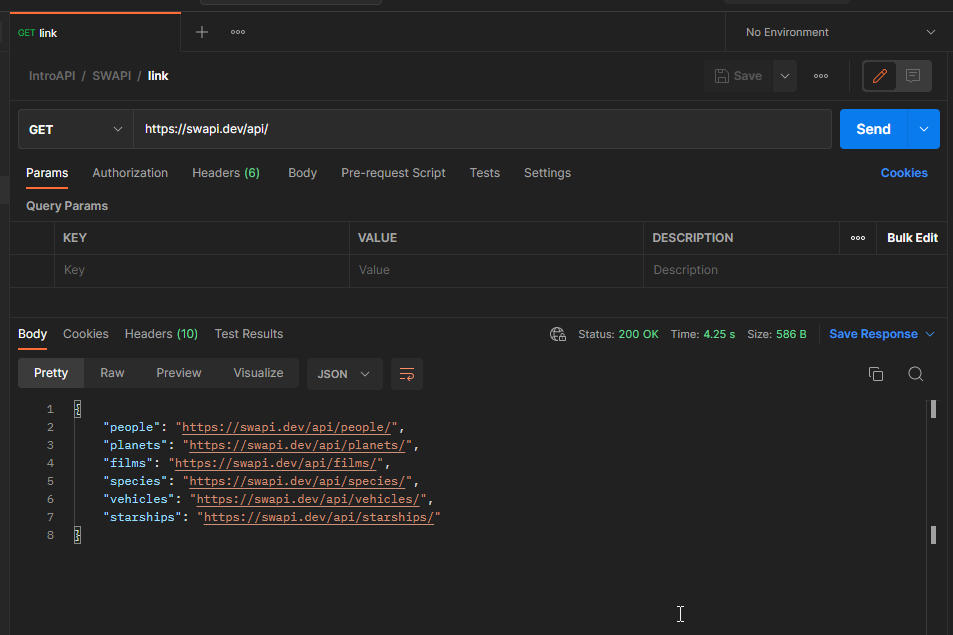 GET link
No Environment
IntroAPI / SWAPI / link
Save
GET https://swapi.dev/api/ Send
Params Authorization Headers (6) Body Pre-request Script Tests Settings Cookies
Query Params
KEY VALUE DESCRIPTION Bulk Edit
Key Value Description
Body Cookies Headers (10) Test Results Status: 200 OK Time: 4.25 s Size: 586 B Save Response
Pretty Raw Preview Visualize JSON
1 {
2 "people": "https://swapi.dev/api/people/",
3 "planets": "https://swapi.dev/api/planets/",
4 "films": "https://swapi.dev/api/films/",
5 "species": "https://swapi.dev/api/species/",
6 "vehicles": "https://swapi.dev/api/vehicles/",
7 "starships": "https://swapi.dev/api/starships/"
8 }